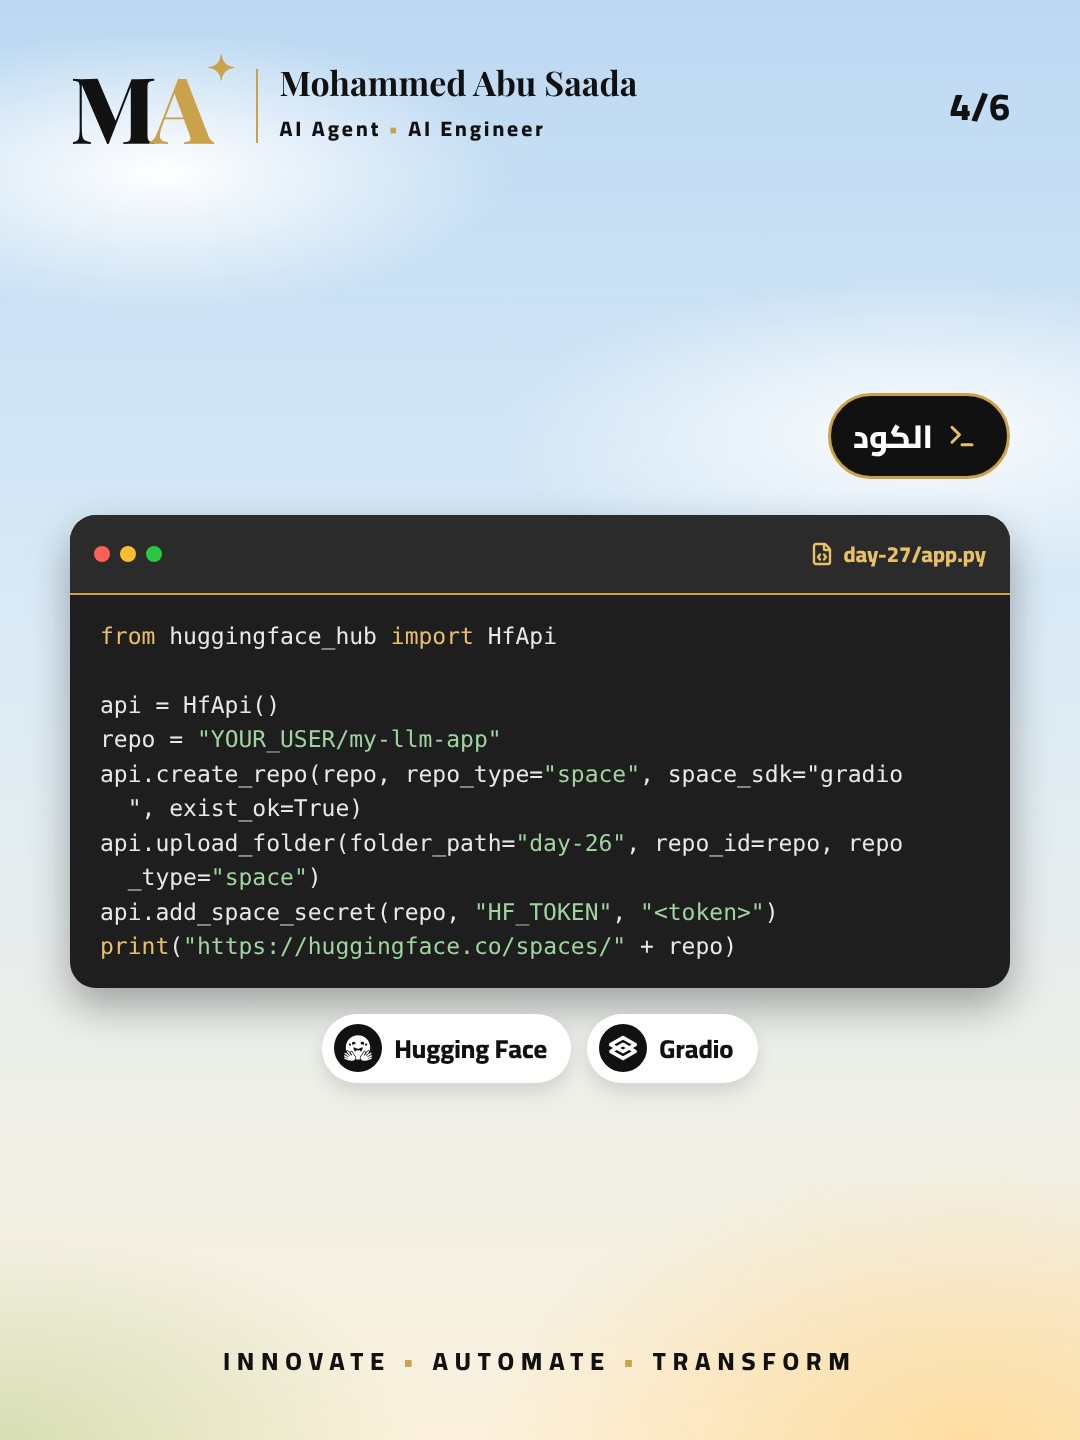 MA
Mohammed Abu Saada
AI Agent ▪ AI Engineer
4/6
الكود
day-27/app.py
from huggingface_hub import HfApi
api = HfApi()
repo = "YOUR_USER/my-llm-app"
api.create_repo(repo, repo_type="space", space_sdk="gradio
", exist_ok=True)
api.upload_folder(folder_path="day-26", repo_id=repo, repo
_type="space")
api.add_space_secret(repo, "HF_TOKEN", "<token>")
print("https://huggingface.co/spaces/" + repo)
Hugging Face
Gradio
INNOVATE ▪ AUTOMATE ▪ TRANSFORM